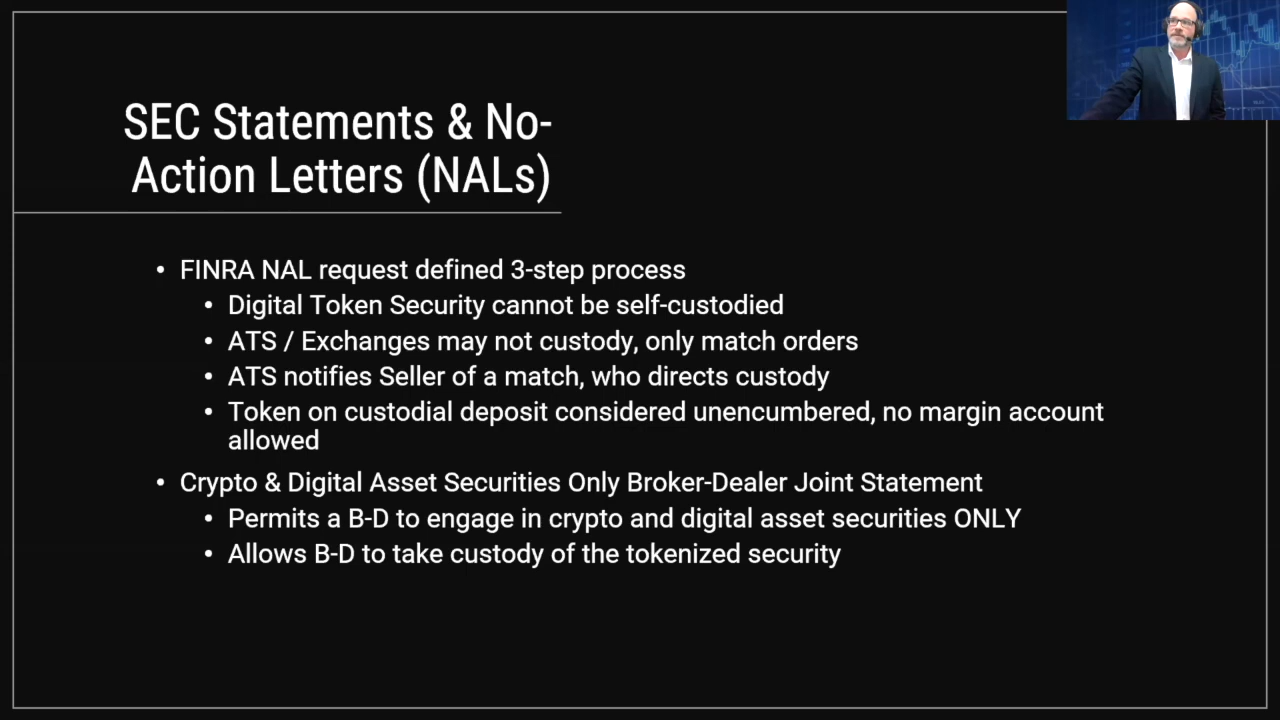 SEC Statements & No-
Action Letters (NALs)
• FINRA NAL request defined 3-step process
• Digital Token Security cannot be self-custodied
• ATS / Exchanges may not custody, only match orders
• ATS notifies Seller of a match, who directs custody
• Token on custodial deposit considered unencumbered, no margin account
allowed
• Crypto & Digital Asset Securities Only Broker-Dealer Joint Statement
• Permits a B-D to engage in crypto and digital asset securities ONLY
• Allows B-D to take custody of the tokenized security